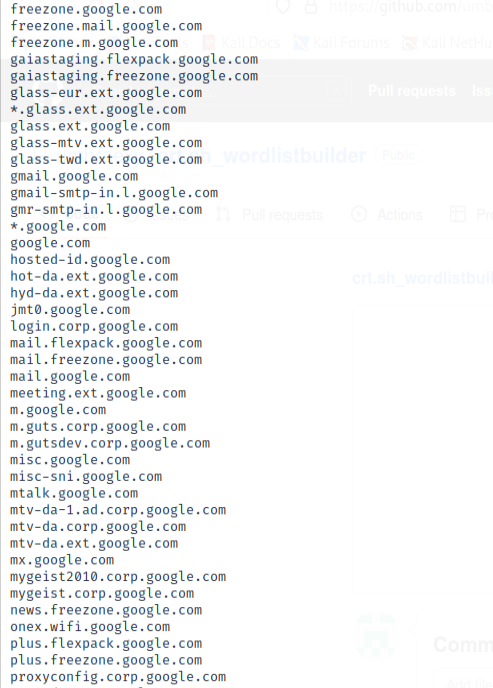 freezone.google.com
https://github.com/ump
freezone.mail.google.com
freezone.m.google.com
Kali Docs
Kali Forums
Kali NetHu
gaiastaging.flexpack.google.com
gaiastaging.freezone.google.com
glass-eur.ext.google.com
Pull requests
Iss
*.glass.ext.google.com
glass.ext.google.com
glass-mtv.ext.google.com
glass-twd.ext.google.com
sh_wordlistbuilder
Public
gmail.google.com
gmail-smtp-in.l.google.com
gmr-smtp-in.l.google.com
Pull requests
Actions
Pr
*.google.com
google.com
hosted-id.google.com
hot-da.ext.google.com
crt.sh_wordlistbuil
hyd-da.ext.google.com
jmt0.google.com
login.corp.google.com
mail.flexpack.google.com
mail.freezone.google.com
mail.google.com
meeting.ext.google.com
m.google.com
m.guts.corp.google.com
m.gutsdev.corp.google.com
misc.google.com
misc-sni.google.com
mtalk.google.com
mtv-da-1.ad.corp.google.com
mtv-da.corp.google.com
mtv-da.ext.google.com
mx.google.com
mygeist2010.corp.google.com
mygeist.corp.google.com
news.freezone.google.com
onex.wifi.google.com
plus.flexpack.google.com
Comm
plus.freezone.google.com
proxyconfig.corp.google.com
Add file